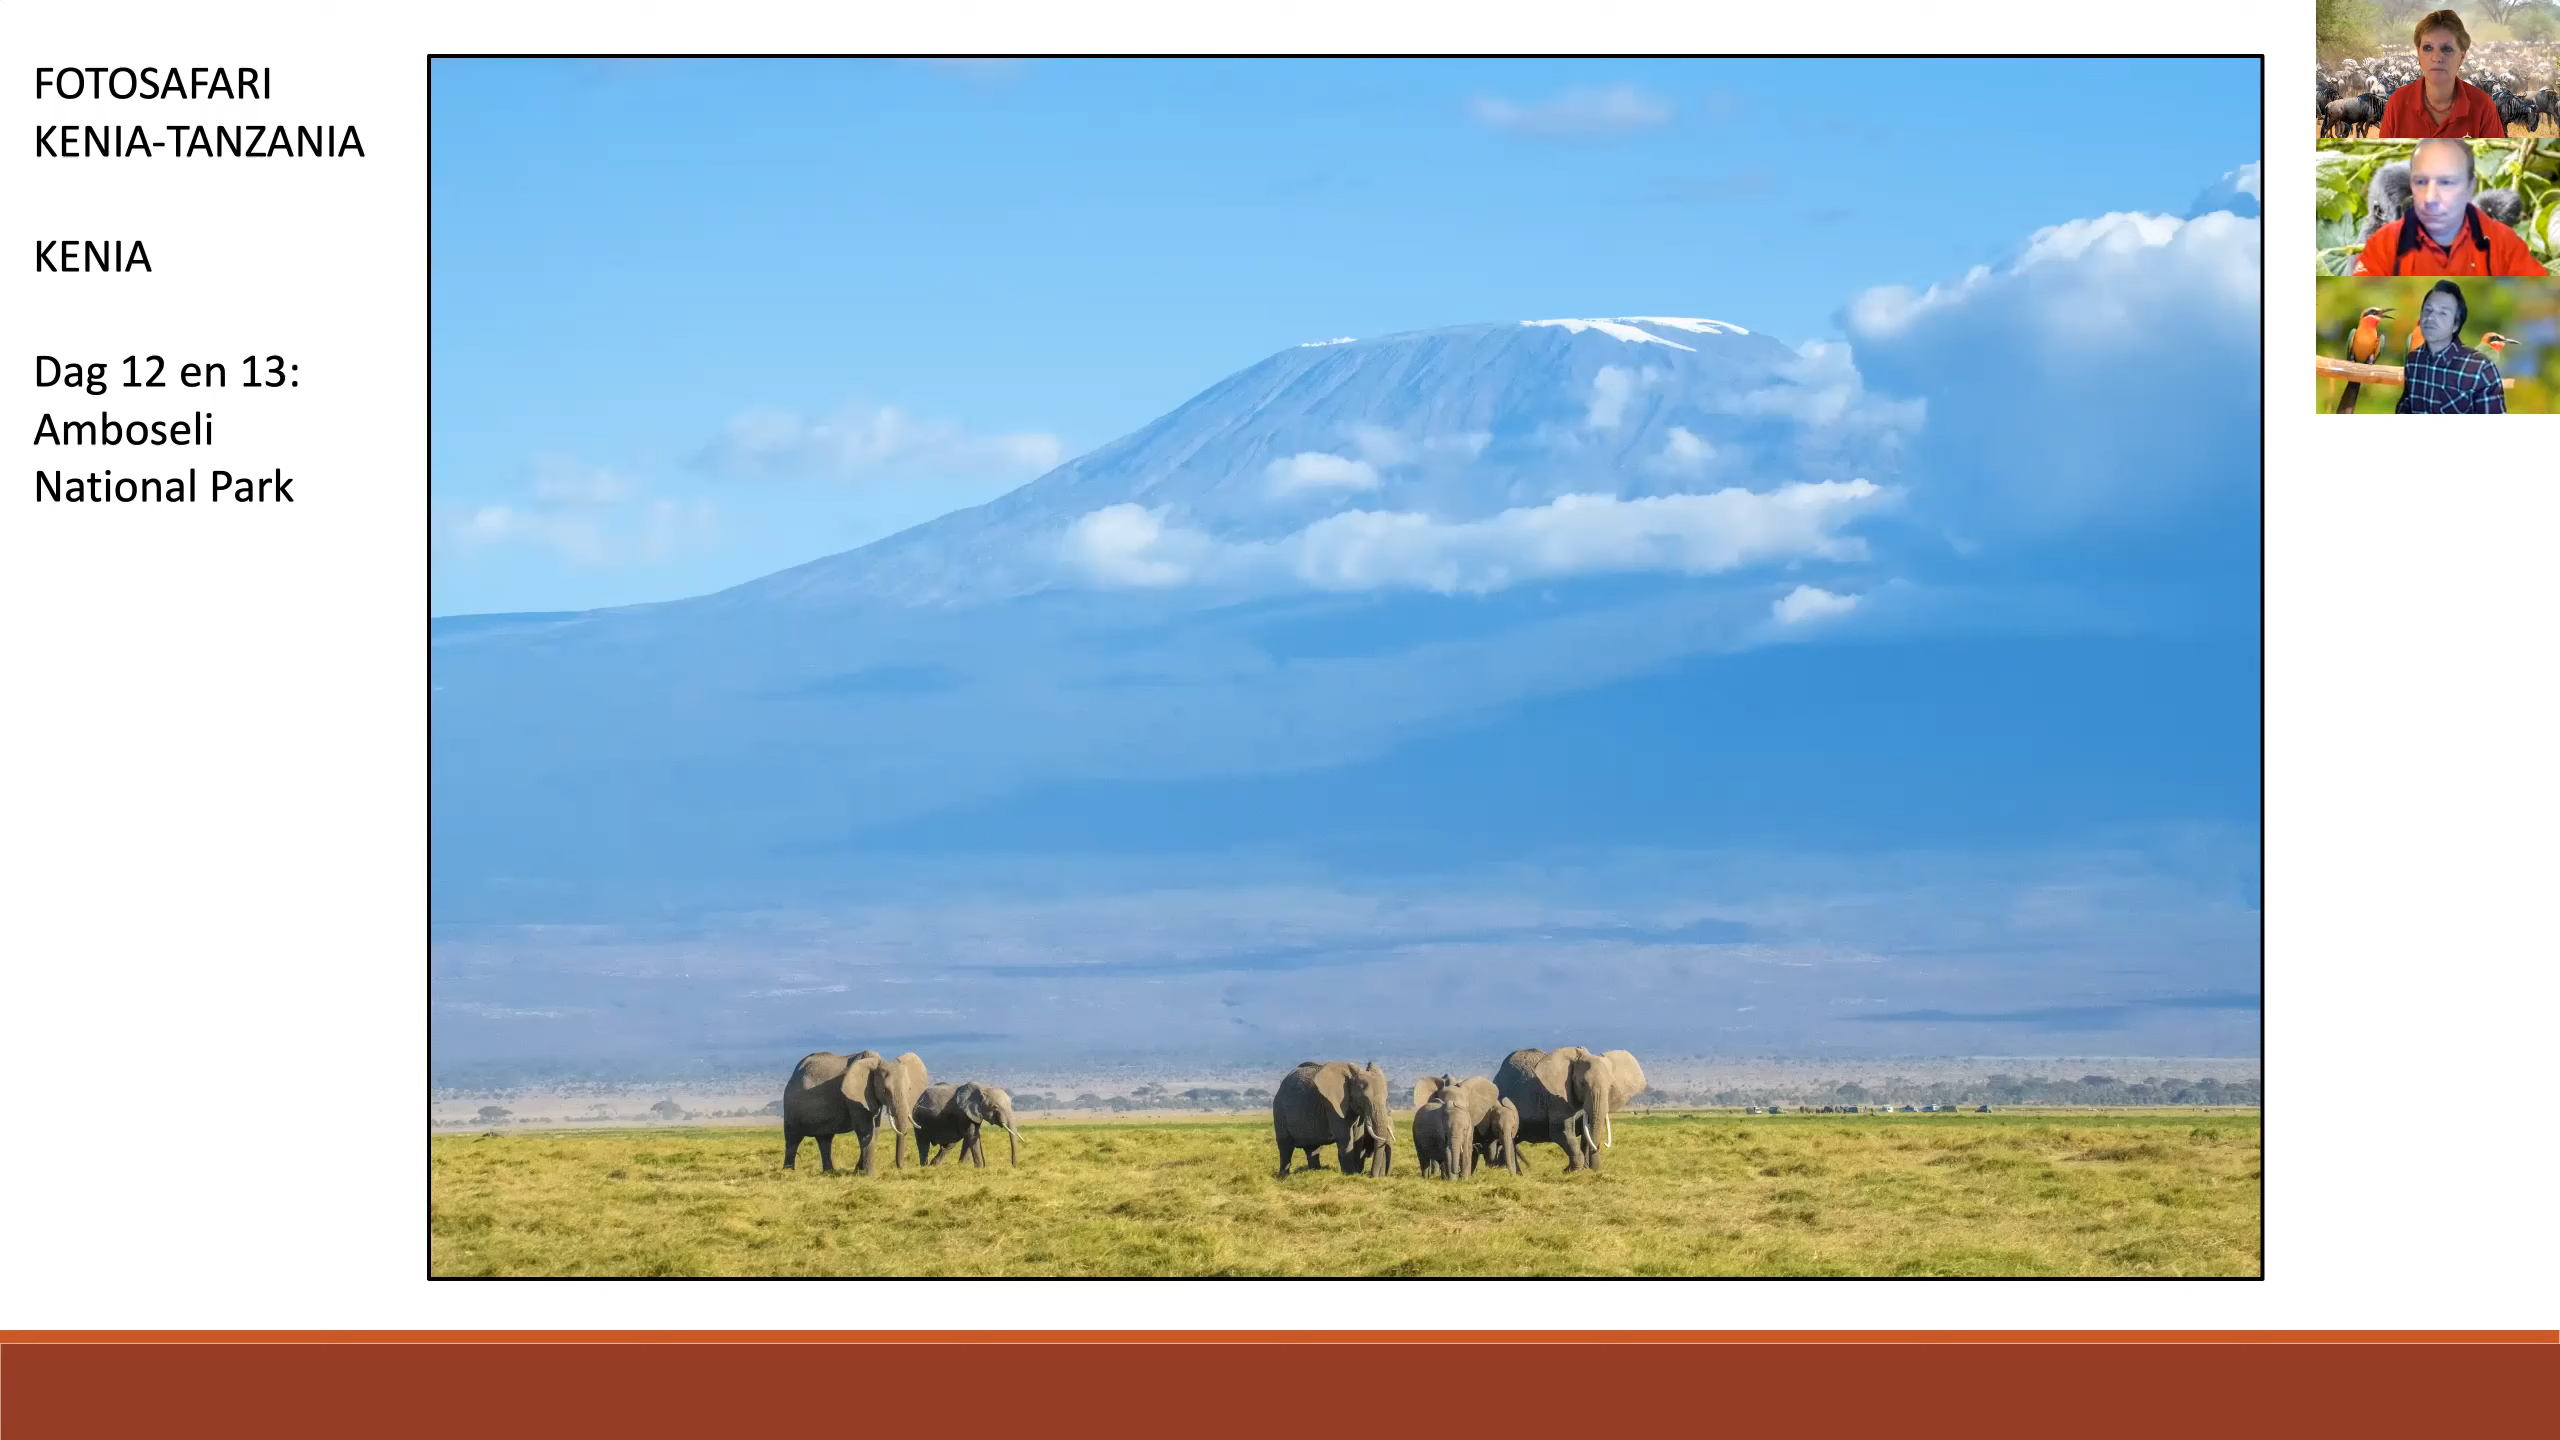 FOTOSAFARI
KENIA-TANZANIA
KENIA
Dag 12 en 13:
Amboseli
National Park